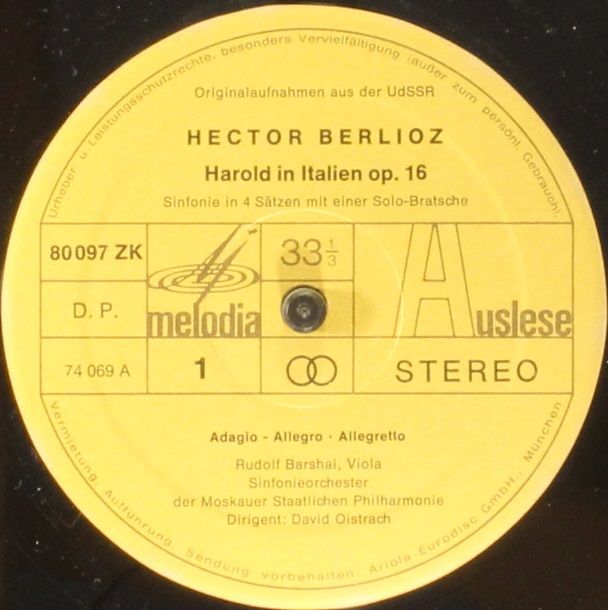 Urheber- u. Leistungsschutzrechte, besonders Vervielfältigung (außer zum persönl. Gebrauch),
Originalaufnahmen aus der UdSSR
HECTOR BERLIOZ
Harold in Italien op. 16
Sinfonie in 4 Sätzen mit einer Solo-Bratsche
80097 ZK
33 1/3
Auslese
D. P.
melodia
74 069 A
1
STEREO
Adagio - Allegro · Allegretto
Rudolf Barshai, Viola
Sinfonieorchester
der Moskauer Staatlichen Philharmonie
Dirigent: David Oistrach
Vermietung, Aufführung, Sendung vorbehalten. Ariola-Eurodisc GmbH., München